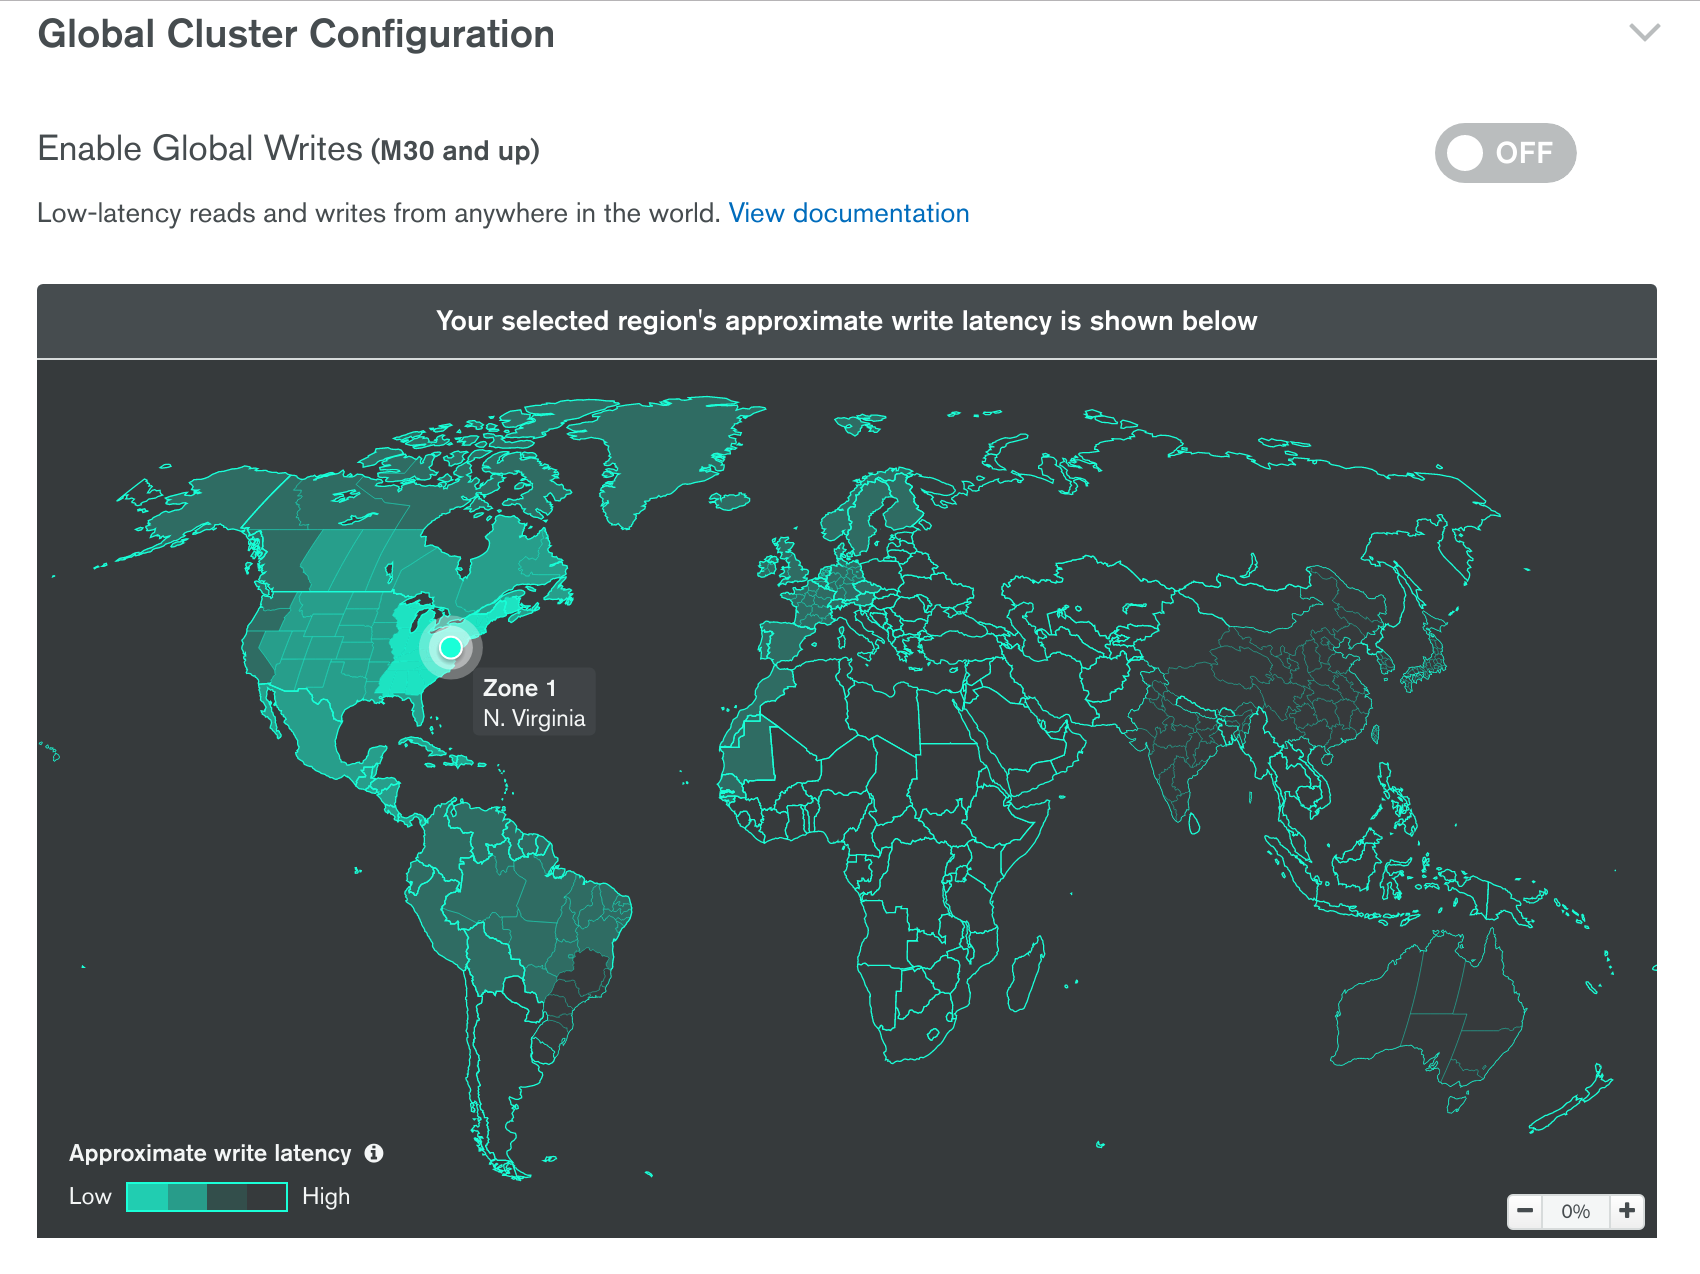 Global Cluster Configuration
Enable Global Writes (M30 and up)
OFF
Low-latency reads and writes from anywhere in the world. View documentation
Your selected region's approximate write latency is shown below
Zone 1
N. Virginia
Approximate write latency
Low
High
0%